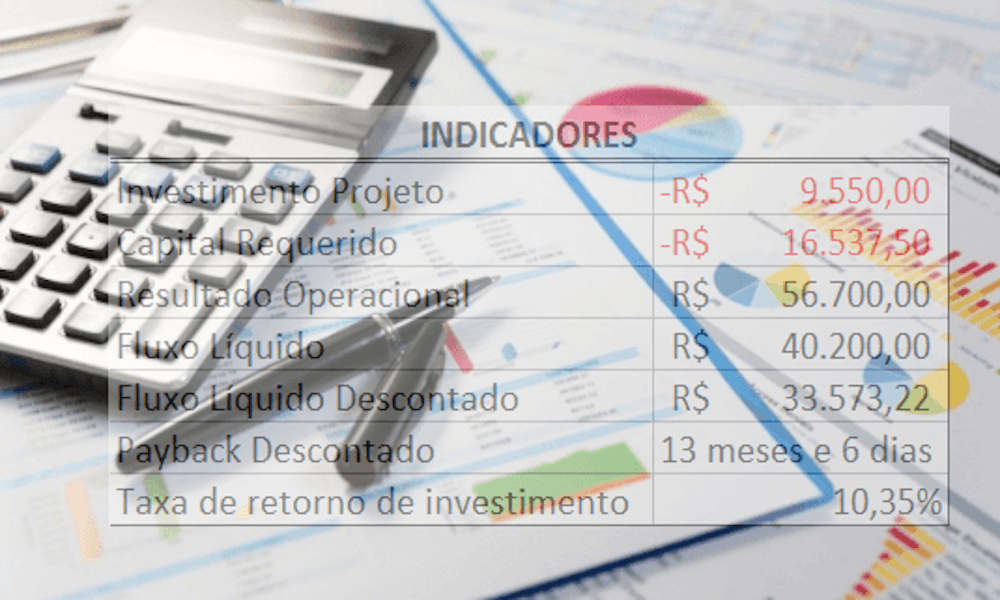 INDICADORES
Investimento Projeto -R$ 9.550,00
Capital Requerido -R$ 16.537,50
Resultado Operacional R$ 56.700,00
Fluxo Líquido R$ 40.200,00
Fluxo Líquido Descontado R$ 33.573,22
Payback Descontado 13 meses e 6 dias
Taxa de retorno de investimento 10,35%